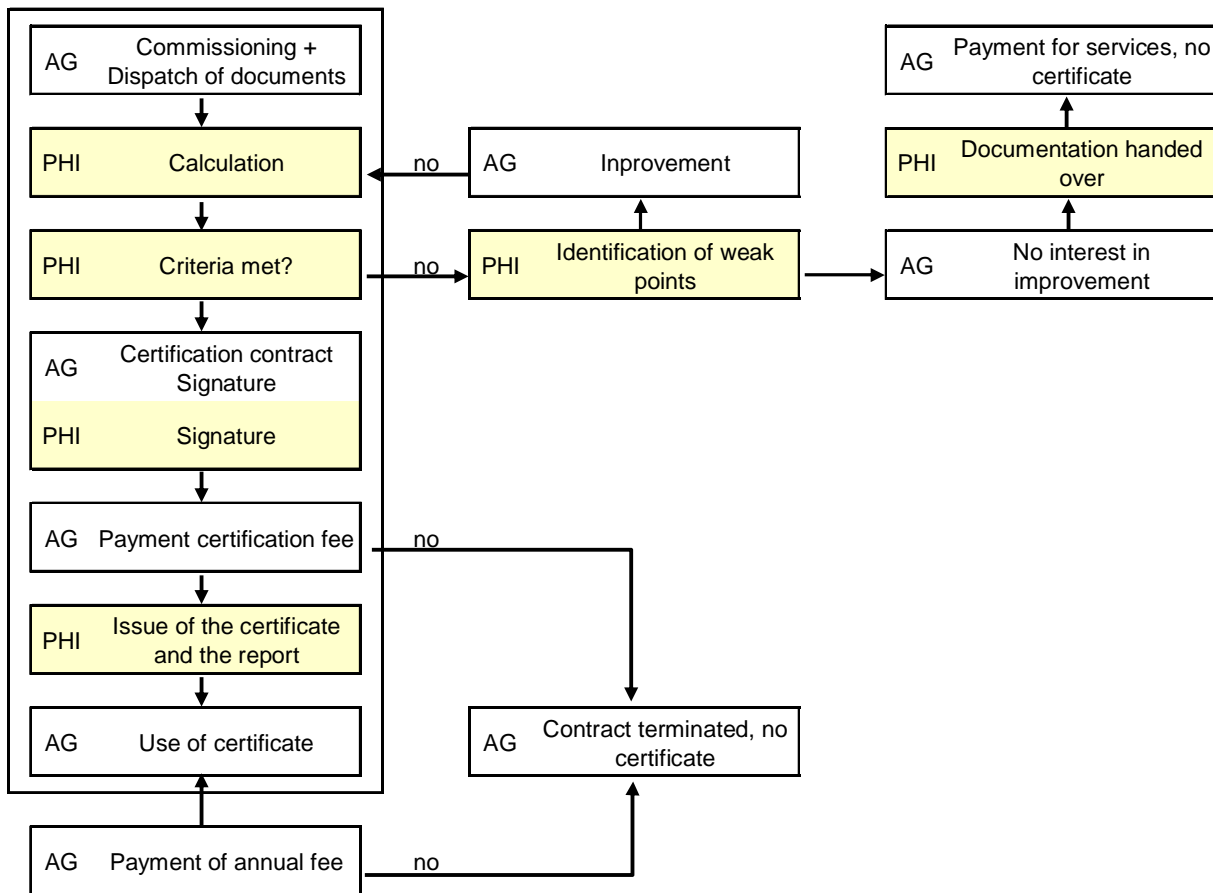 AG Commissioning +
Dispatch of documents
PHI Calculation
PHI Criteria met?
AG Certification contract
Signature
PHI Signature
AG Payment certification fee
PHI Issue of the certificate
and the report
AG Use of certificate
AG Payment of annual fee
no
AG Inprovement
no
PHI Identification of weak
points
no
no
AG Contract terminated, no
certificate
AG Payment for services, no
certificate
PHI Documentation handed
over
AG No interest in
improvement